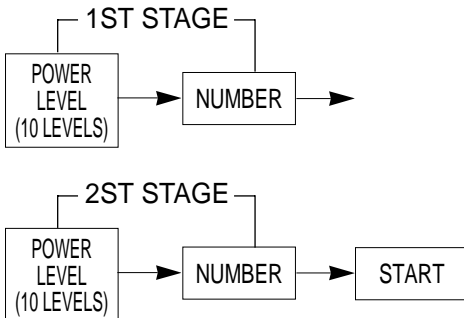 1ST STAGE
POWER
LEVEL
(10 LEVELS)
NUMBER
2ST STAGE
POWER
LEVEL
(10 LEVELS)
NUMBER
START